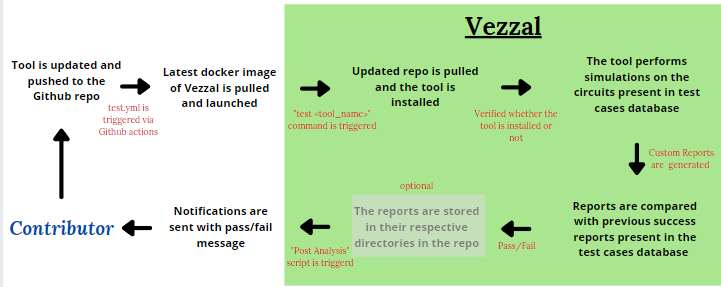 Vezzal
Tool is updated and
pushed to the
Github repo
test.yml is
triggered via
Github actions
Latest docker image
of Vezzal is pulled
and launched
"test <tool_name>"
command is triggered
Updated repo is pulled
and the tool is
installed
Verified whether the
tool is installed or
not
The tool performs
simulations on the
circuits present in test
cases database
Custom Reports
are generated
Reports are compared
with previous success
reports present in the
test cases database
Pass/Fail
optional
The reports are stored
in their respective
directories in the repo
"Post Analysis"
script is triggerd
Notifications are
sent with pass/fail
message
Contributor